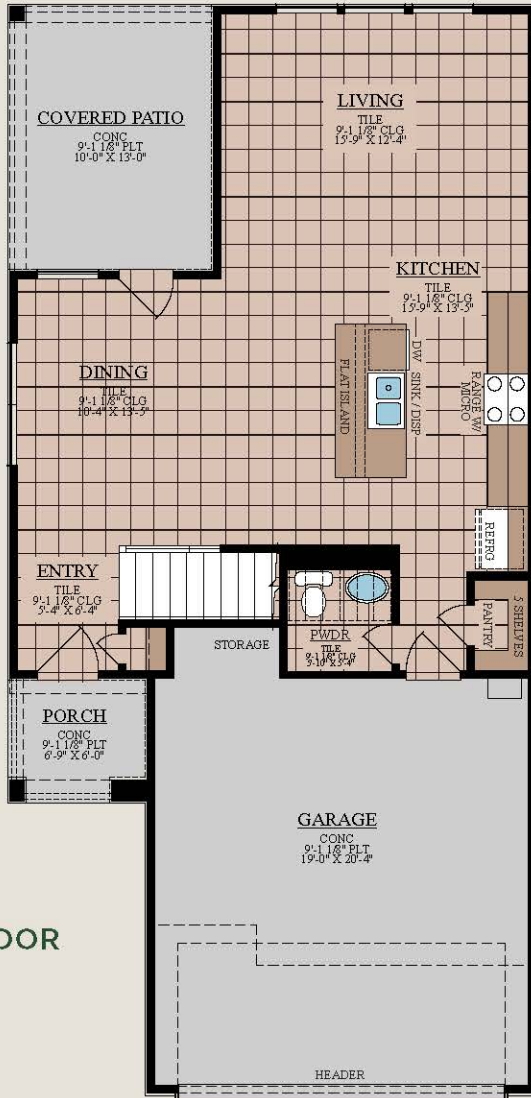 COVERED PATIO
CONC
9'-1 1/8" PLT
10'-0" X 13'-0"
LIVING
TILE
9'-1 1/8" CLG
15'-9" X 12'-4"
KITCHEN
TILE
9'-1 1/8" CLG
15'-9" X 13'-5"
DINING
TILE
9'-1 1/8" CLG
10'-4" X 13'-5"
FLAT ISLAND
DW
SINK / DISP
RANGE W/
MICRO
REFRG
ENTRY
TILE
9'-1 1/8" CLG
5'-4" X 6'-4"
STORAGE
PWDR
TILE
9'-1 1/8" CLG
5'-10" X 5'-4"
5 SHELVES
PANTRY
PORCH
CONC
9'-1 1/8" PLT
6'-9" X 6'-0"
GARAGE
CONC
9'-1 1/8" PLT
19'-0" X 20'-4"
OOR
HEADER